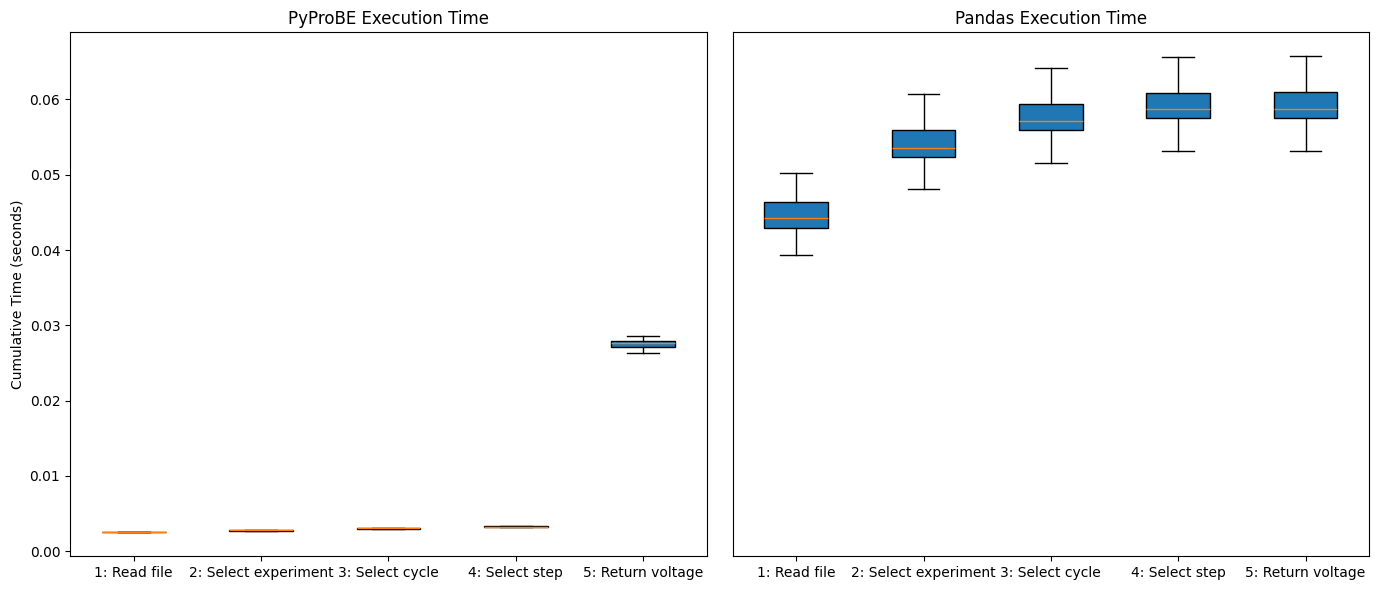 PyProBE Execution Time
Pandas Execution Time
Cumulative Time (seconds)
0.06
0.05
0.04
0.03
0.02
0.01
0.00
1: Read file 2: Select experiment 3: Select cycle 4: Select step 5: Return voltage
1: Read file 2: Select experiment 3: Select cycle 4: Select step 5: Return voltage